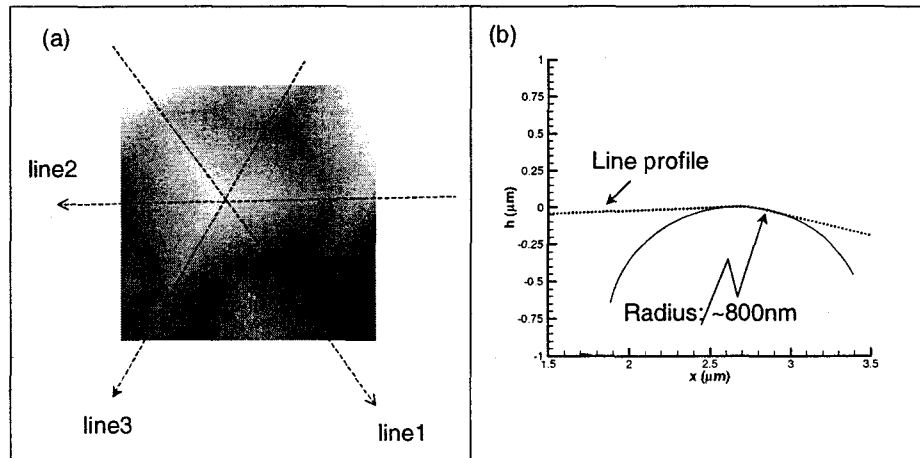 (a)
line2
line3
line1
(b)
h (μm)
1
0.75
0.5
0.25
0
-0.25
-0.5
-0.75
-1
Line profile
Radius: ~800nm
1.5
2
2.5
3
3.5
x (μm)